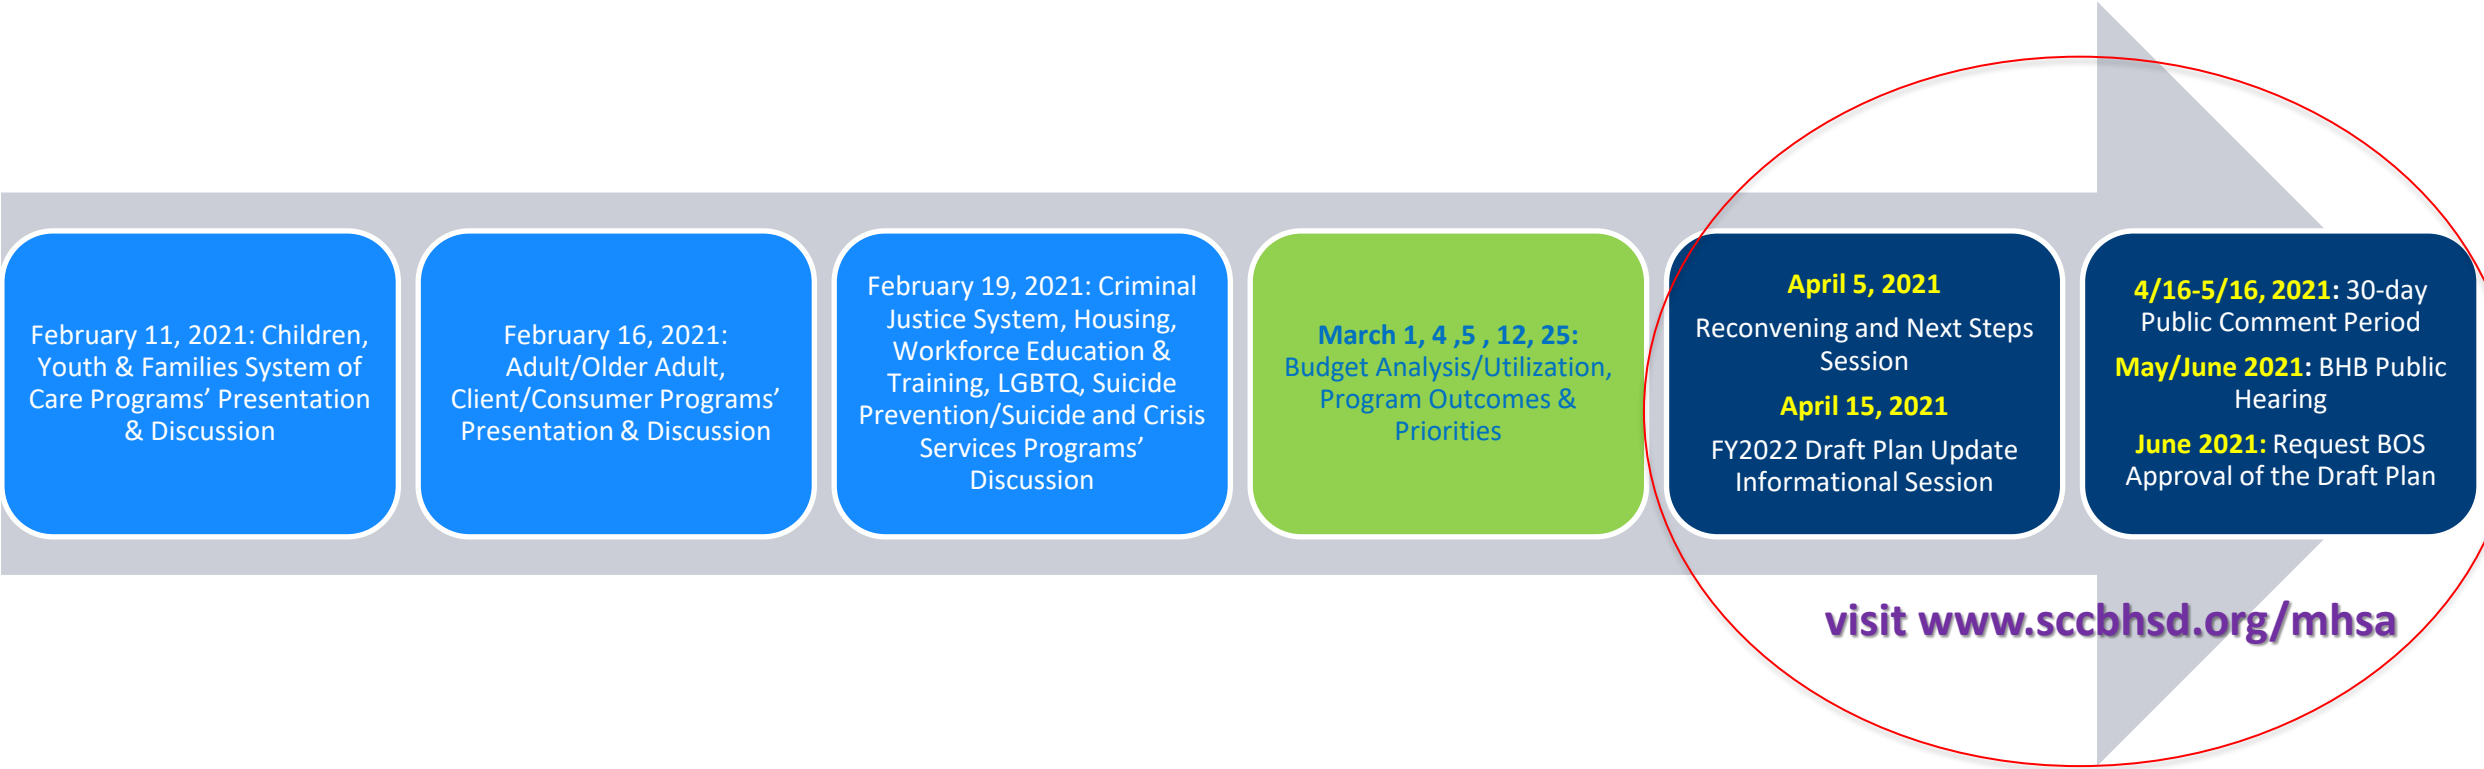 February 11, 2021: Children,
Youth & Families System of
Care Programs’ Presentation
& Discussion
February 16, 2021:
Adult/Older Adult,
Client/Consumer Programs’
Presentation & Discussion
February 19, 2021: Criminal
Justice System, Housing,
Workforce Education &
Training, LGBTQ, Suicide
Prevention/Suicide and Crisis
Services Programs’
Discussion
March 1, 4 ,5 , 12, 25:
Budget Analysis/Utilization,
Program Outcomes &
Priorities
April 5, 2021
Reconvening and Next Steps
Session
April 15, 2021
FY2022 Draft Plan Update
Informational Session
4/16-5/16, 2021: 30-day
Public Comment Period
May/June 2021: BHB Public
Hearing
June 2021: Request BOS
Approval of the Draft Plan
visit www.sccbhsd.org/mhsa